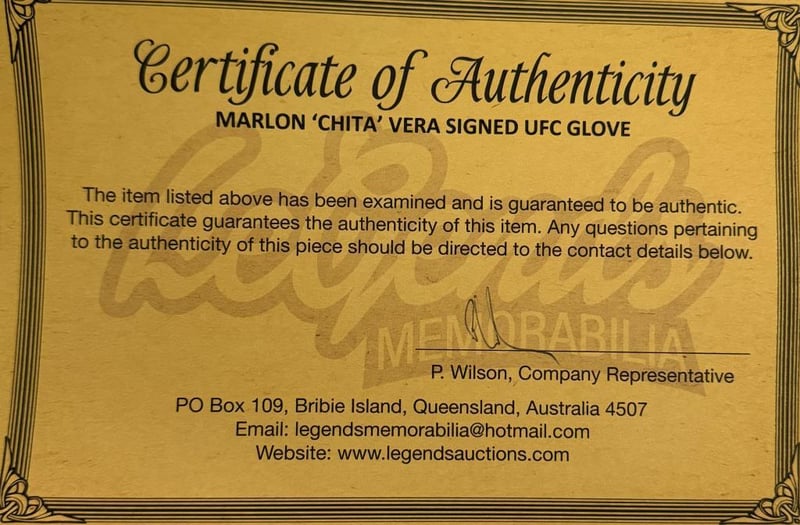 Certificate of Authenticity
MARLON ‘CHITA’ VERA SIGNED UFC GLOVE
The item listed above has been examined and is guaranteed to be authentic.
This certificate guarantees the authenticity of this item. Any questions pertaining
to the authenticity of this piece should be directed to the contact details below.
Legends
MEMORABILIA
P. Wilson, Company Representative
PO Box 109, Bribie Island, Queensland, Australia 4507
Email: legendsmemorabilia@hotmail.com
Website: www.legendsauctions.com